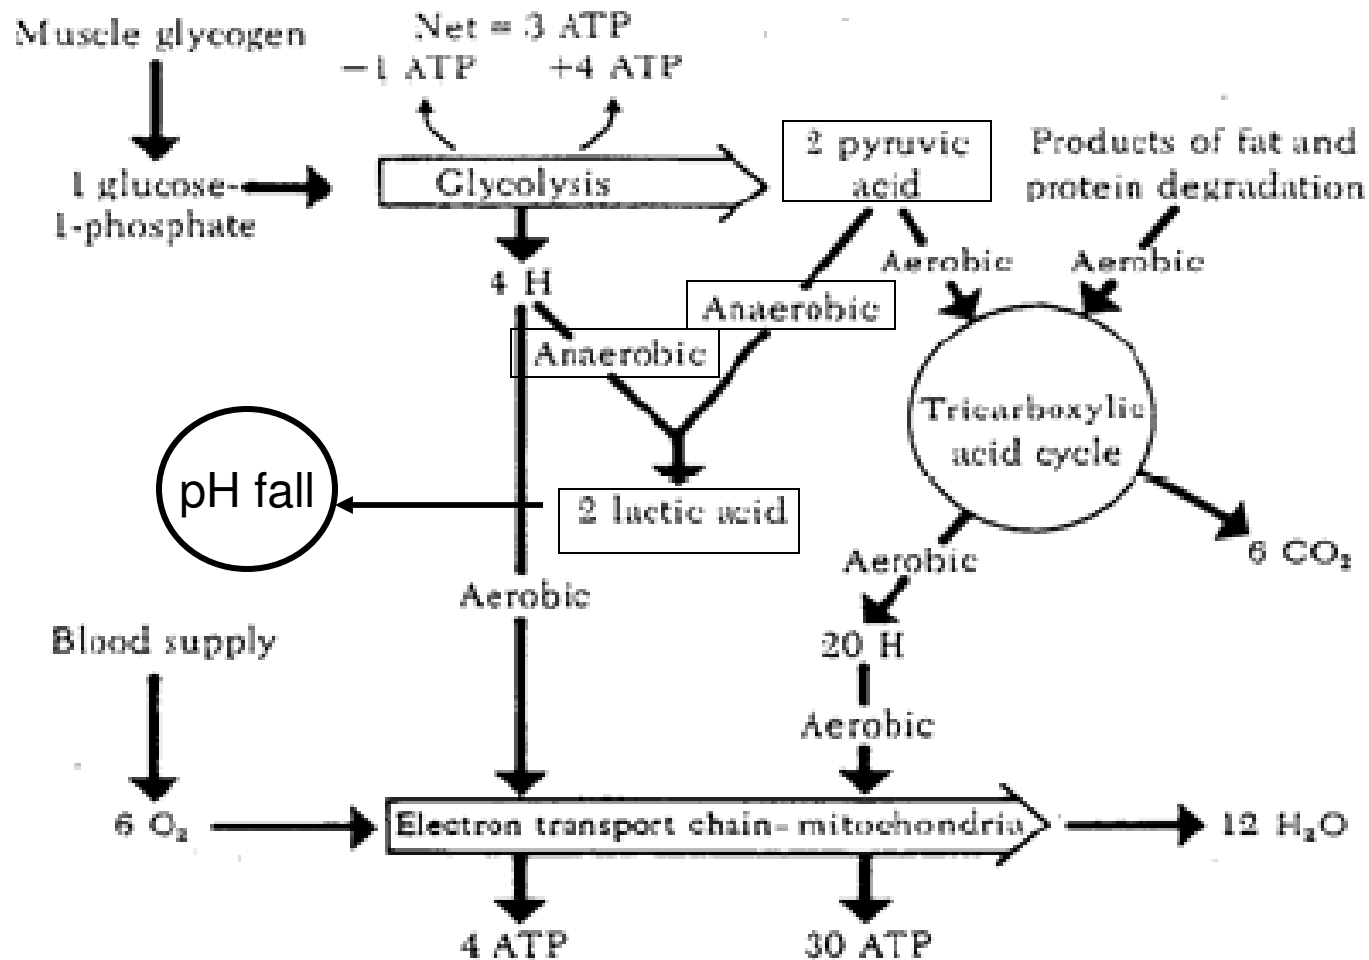 Muscle glycogen
Net = 3 ATP
−1 ATP
+4 ATP
1 glucose-
1-phosphate
Glycolysis
2 pyruvic
acid
Products of fat and
protein degradation
4 H
Aerobic
Aerobic
Anaerobic
Anaerobic
Tricarboxylic
acid cycle
pH fall
2 lactic acid
6 CO₂
Aerobic
Aerobic
Blood supply
20 H
Aerobic
6 O₂
Electron transport chain-mitochondria
12 H₂O
4 ATP
30 ATP